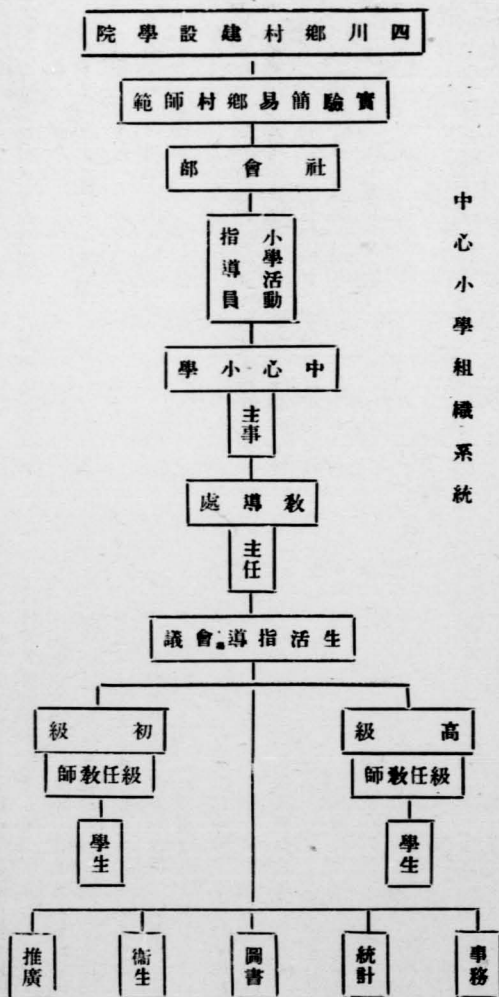 中心小學組織系統
四川鄉村建設學院
實驗簡易鄉村師範
社會部
小學活動
指導員
中心小學
主事
教導處
主任
生活指導會議
高級
級任教師
學生
初級
級任教師
學生
事務
統計
圖書
衞生
推廣